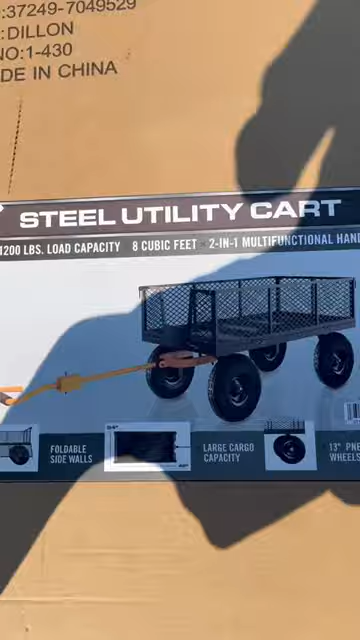 :37249-7049529
:DILLON
NO:1-430
DE IN CHINA
STEEL UTILITY CART
1200 LBS. LOAD CAPACITY 8 CUBIC FEET 2-IN-1 MULTIFUNCTIONAL HAND
FOLDABLE
SIDE WALLS
LARGE CARGO
CAPACITY
13" PNE
WHEELS